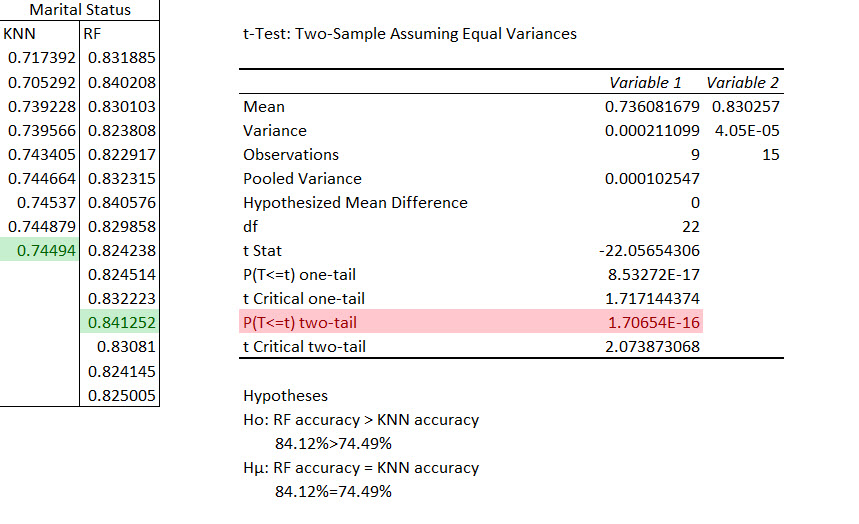 Marital Status
KNN RF
0.717392 0.831885
0.705292 0.840208
0.739228 0.830103
0.739566 0.823808
0.743405 0.822917
0.744664 0.832315
0.74537 0.840576
0.744879 0.829858
0.74494 0.824238
0.824514
0.832223
0.841252
0.83081
0.824145
0.825005
t-Test: Two-Sample Assuming Equal Variances
Variable 1 Variable 2
Mean 0.736081679 0.830257
Variance 0.000211099 4.05E-05
Observations 9 15
Pooled Variance 0.000102547
Hypothesized Mean Difference 0
df 22
t Stat -22.05654306
P(T<=t) one-tail 8.53272E-17
t Critical one-tail 1.717144374
P(T<=t) two-tail 1.70654E-16
t Critical two-tail 2.073873068
Hypotheses
Ho: RF accuracy > KNN accuracy
84.12%>74.49%
Hµ: RF accuracy = KNN accuracy
84.12%=74.49%